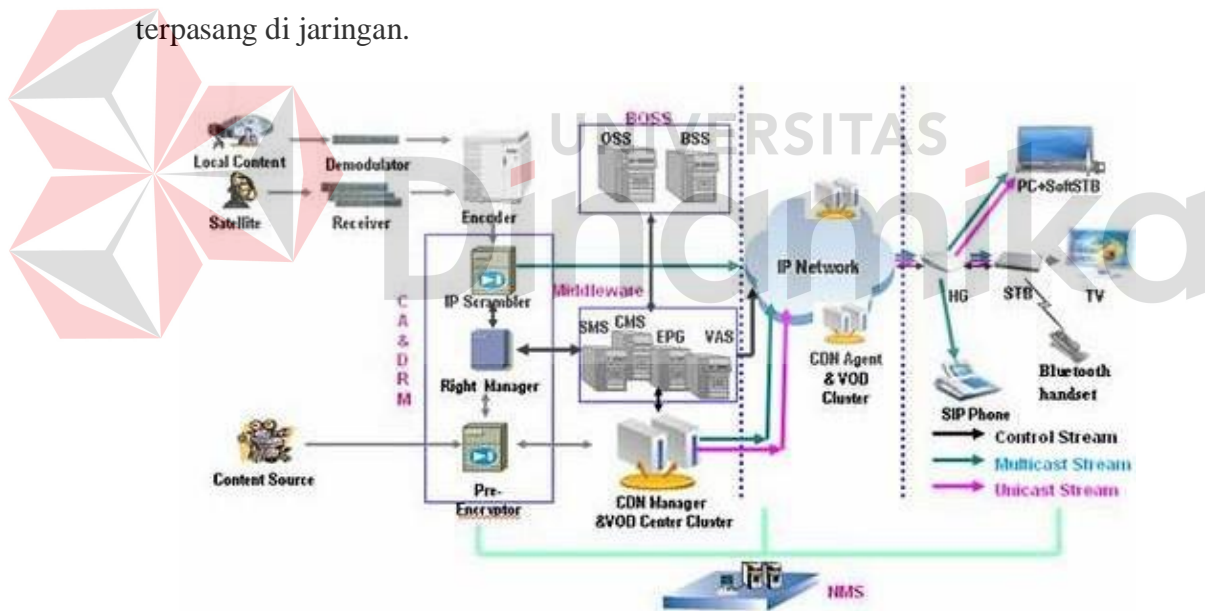 terpasang di jaringan.
UNIVERSITAS
Dinamika
BOSS
OSS
BSS
Local Content
Demodulator
Satellite
Receiver
Encoder
PC+SoftSTB
IP Network
HG
STB
TV
CA&DRM
IP Scrambler
Middleware
SMS
CMS
EPG
VAS
Right Manager
CDN Agent
& VOD
Cluster
Bluetooth
handset
SIP Phone
Control Stream
Multicast Stream
Unicast Stream
Content Source
Pre-
Encryptor
CDN Manager
&VOD Center Cluster
NMS